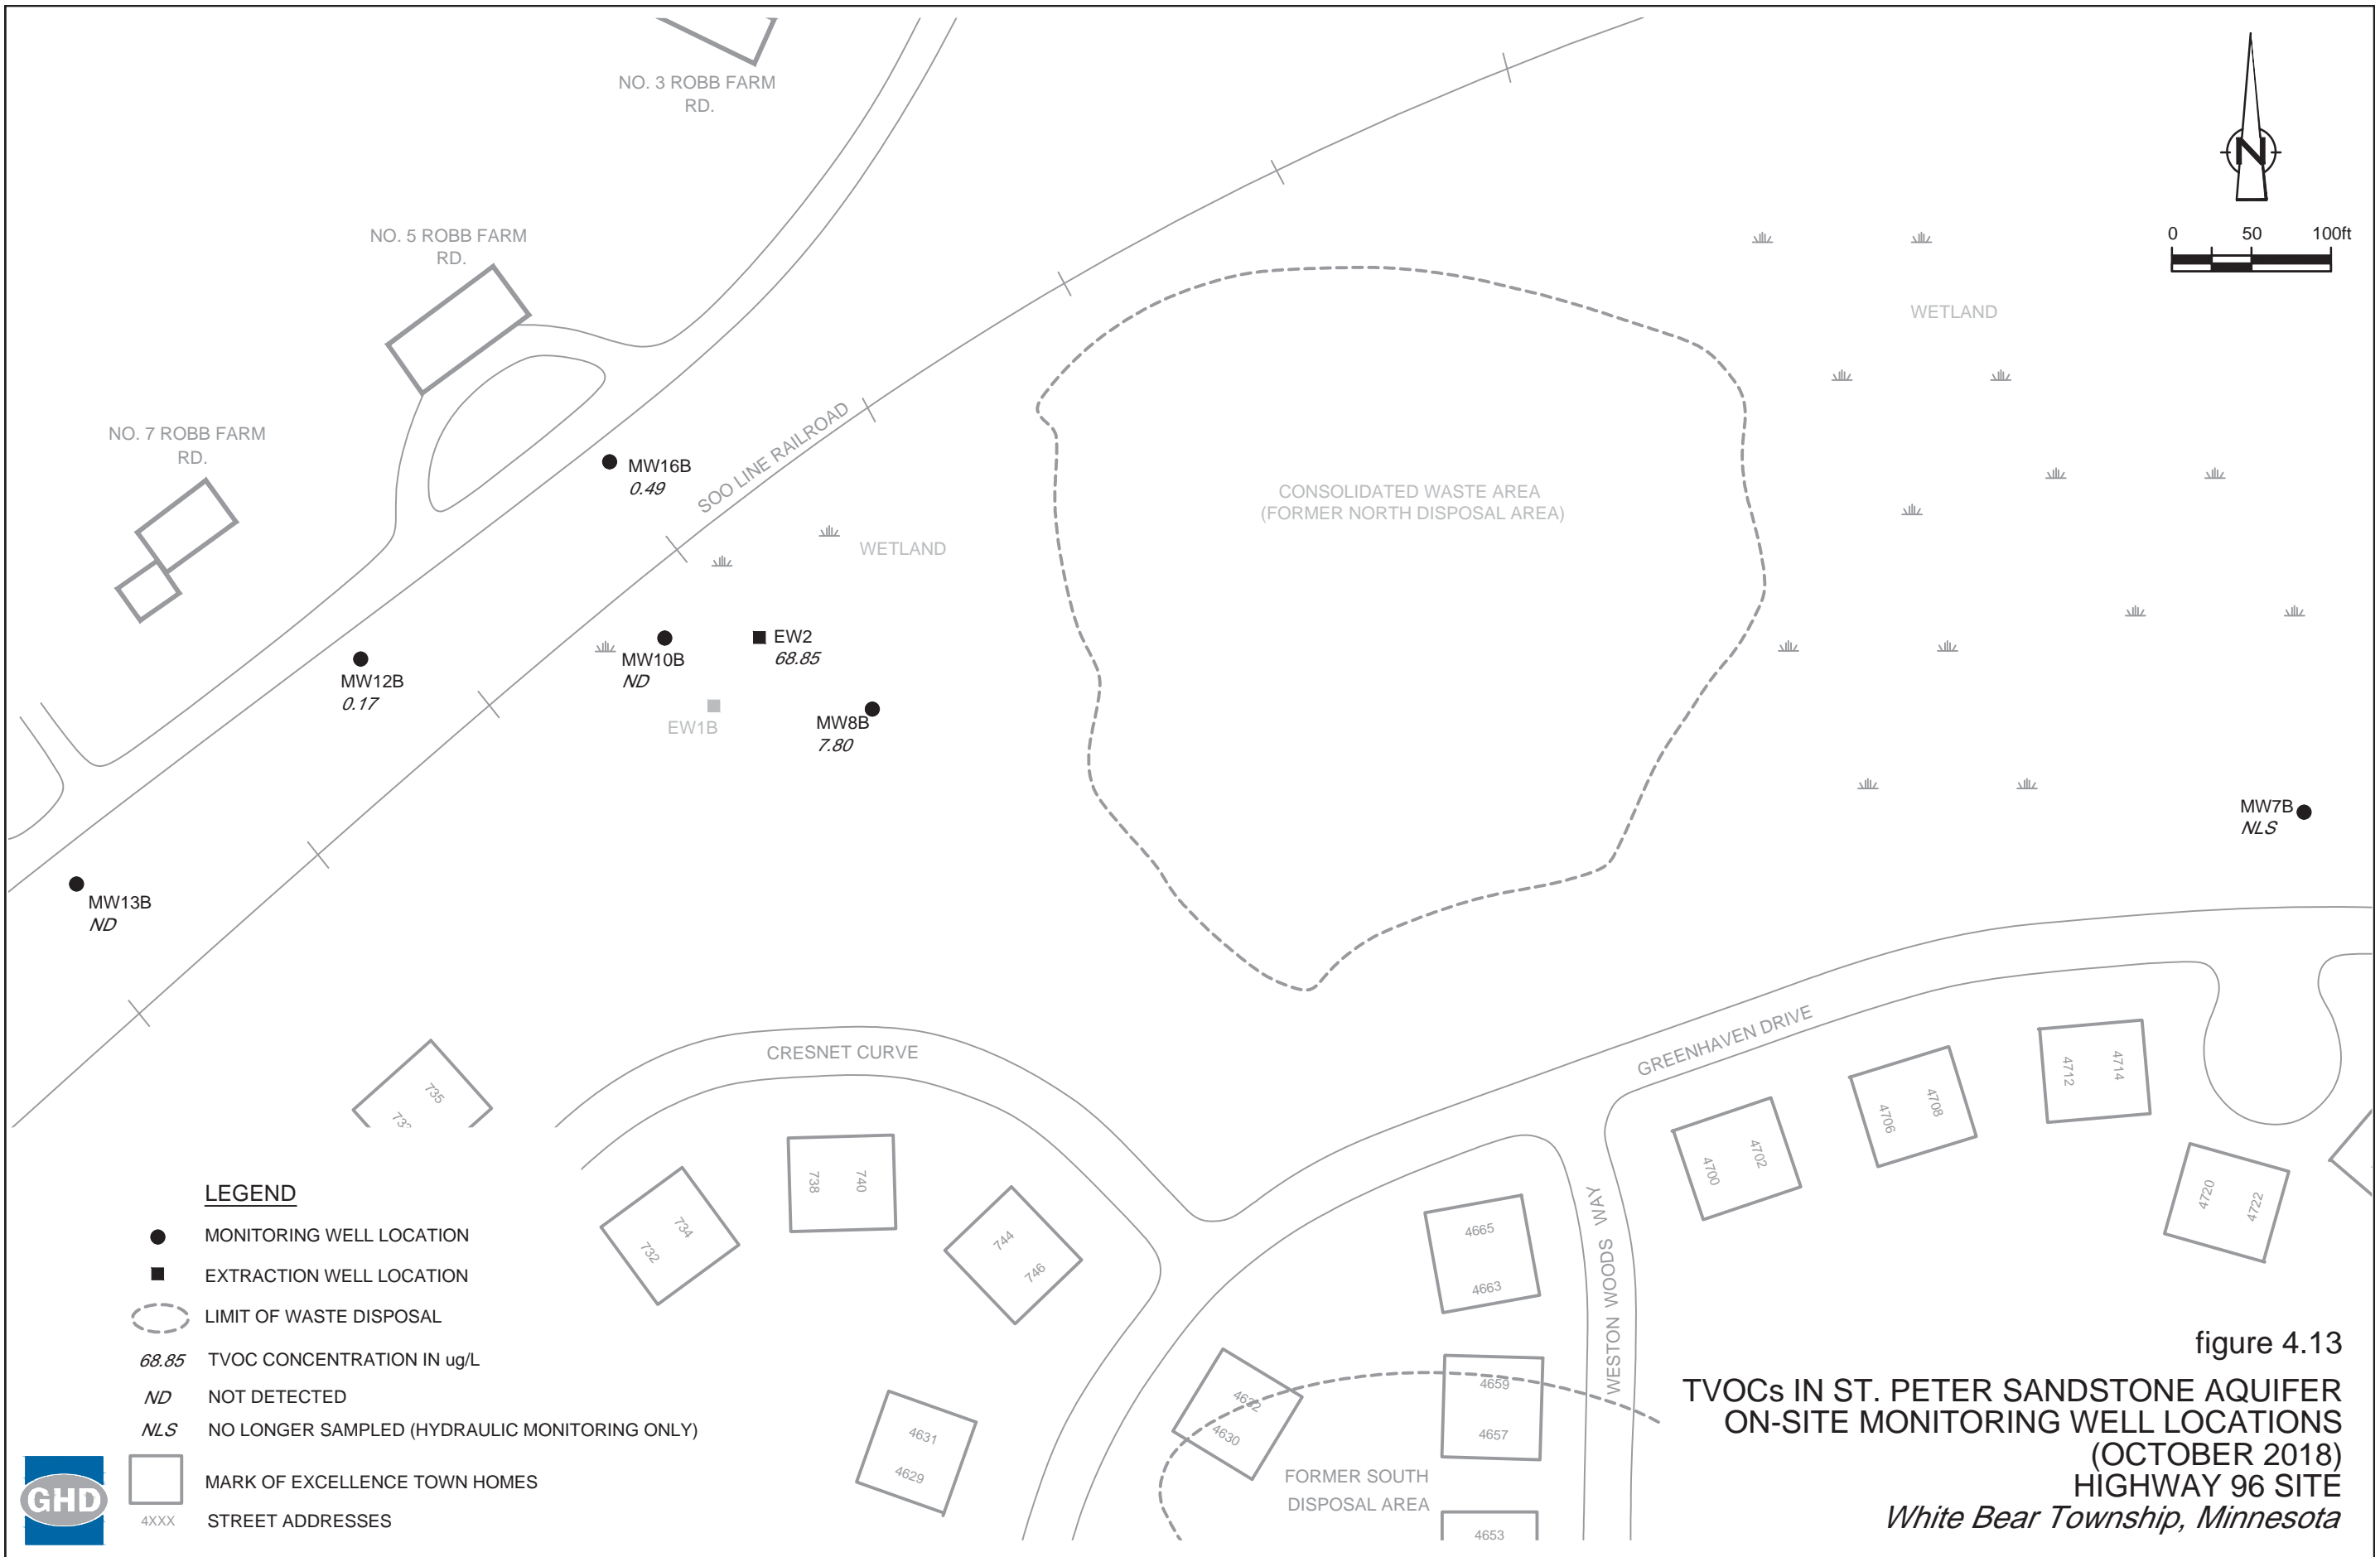 NO. 3 ROBB FARM
RD.
N
0 50 100ft
NO. 5 ROBB FARM
RD.
WETLAND
NO. 7 ROBB FARM
RD.
SOO LINE RAILROAD
MW16B
0.49
CONSOLIDATED WASTE AREA
(FORMER NORTH DISPOSAL AREA)
WETLAND
EW2
68.85
MW10B
ND
MW12B
0.17
EW1B
MW8B
7.80
MW7B
NLS
MW13B
ND
CRESNET CURVE
GREENHAVEN DRIVE
WESTON WOODS WAY
735
732
734
738
740
744
746
4665
4663
4659
4657
4653
4632
4630
4631
4629
4700
4702
4706
4708
4712
4714
4720
4722
FORMER SOUTH
DISPOSAL AREA
LEGEND
MONITORING WELL LOCATION
EXTRACTION WELL LOCATION
LIMIT OF WASTE DISPOSAL
68.85 TVOC CONCENTRATION IN ug/L
ND NOT DETECTED
NLS NO LONGER SAMPLED (HYDRAULIC MONITORING ONLY)
MARK OF EXCELLENCE TOWN HOMES
4XXX STREET ADDRESSES
GHD
figure 4.13
TVOCs IN ST. PETER SANDSTONE AQUIFER
ON-SITE MONITORING WELL LOCATIONS
(OCTOBER 2018)
HIGHWAY 96 SITE
White Bear Township, Minnesota